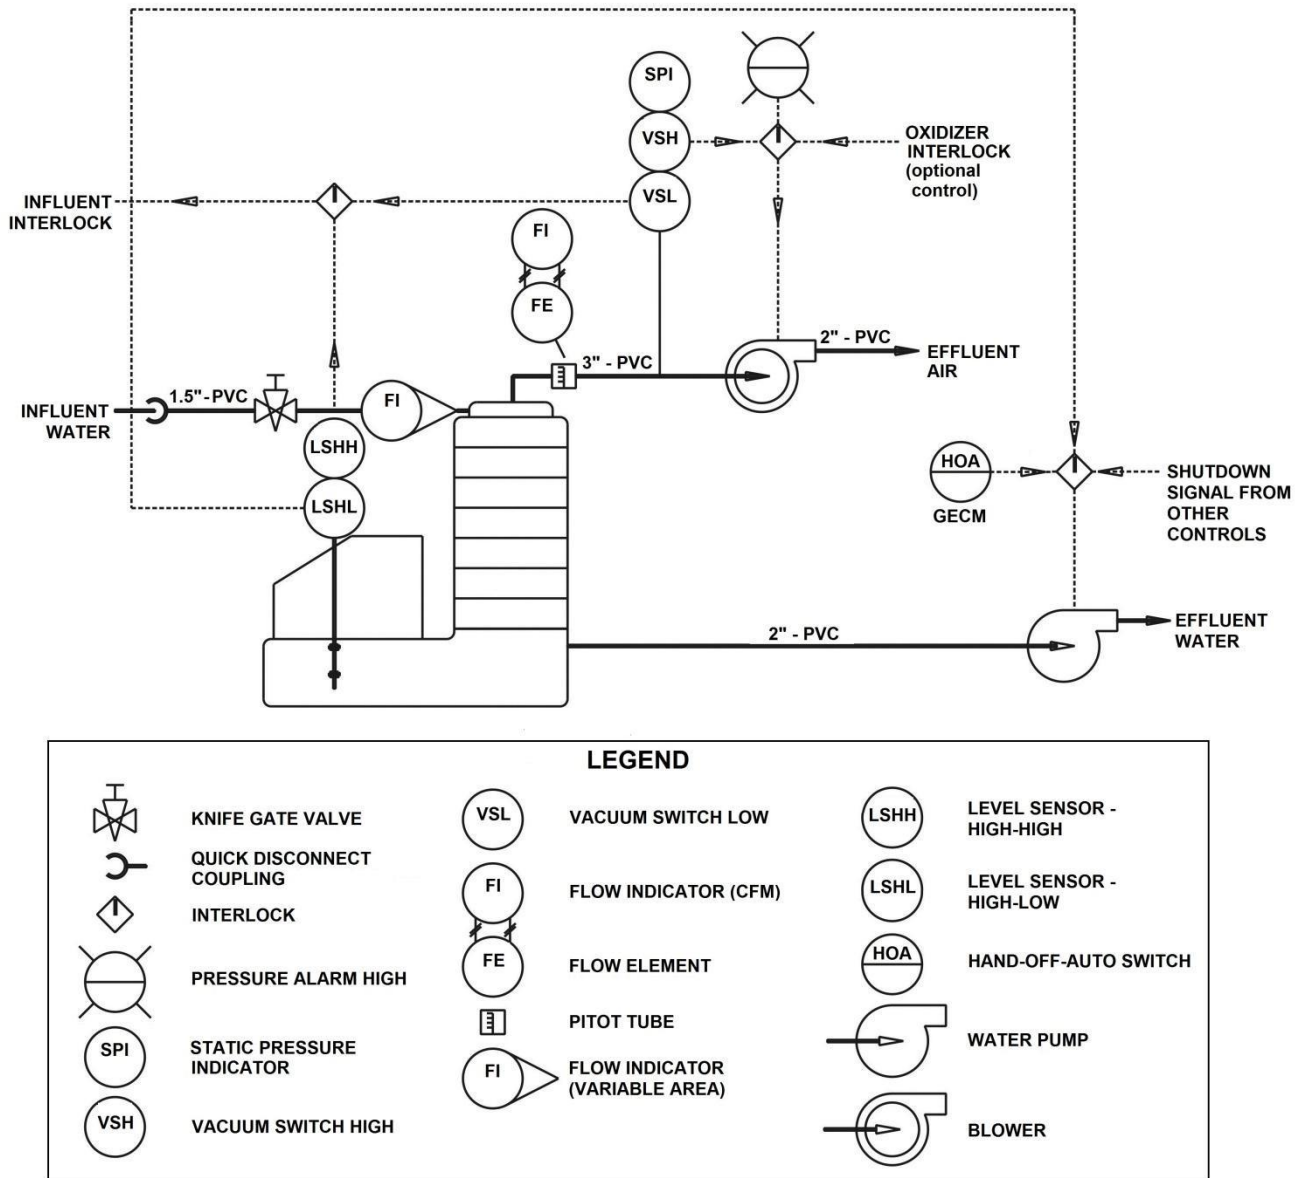 SPI
VSH
VSL
OXIDIZER
INTERLOCK
(optional
control)
INFLUENT
INTERLOCK
FI
FE
3" - PVC
2" - PVC
EFFLUENT
AIR
1.5"-PVC
INFLUENT
WATER
FI
LSHH
LSHL
HOA
GECM
SHUTDOWN
SIGNAL FROM
OTHER
CONTROLS
2" - PVC
EFFLUENT
WATER
LEGEND
KNIFE GATE VALVE
QUICK DISCONNECT
COUPLING
INTERLOCK
PRESSURE ALARM HIGH
SPI
STATIC PRESSURE
INDICATOR
VSH
VACUUM SWITCH HIGH
VSL
VACUUM SWITCH LOW
FI
FLOW INDICATOR (CFM)
FE
FLOW ELEMENT
PITOT TUBE
FI
FLOW INDICATOR
(VARIABLE AREA)
LSHH
LEVEL SENSOR -
HIGH-HIGH
LSHL
LEVEL SENSOR -
HIGH-LOW
HOA
HAND-OFF-AUTO SWITCH
WATER PUMP
BLOWER